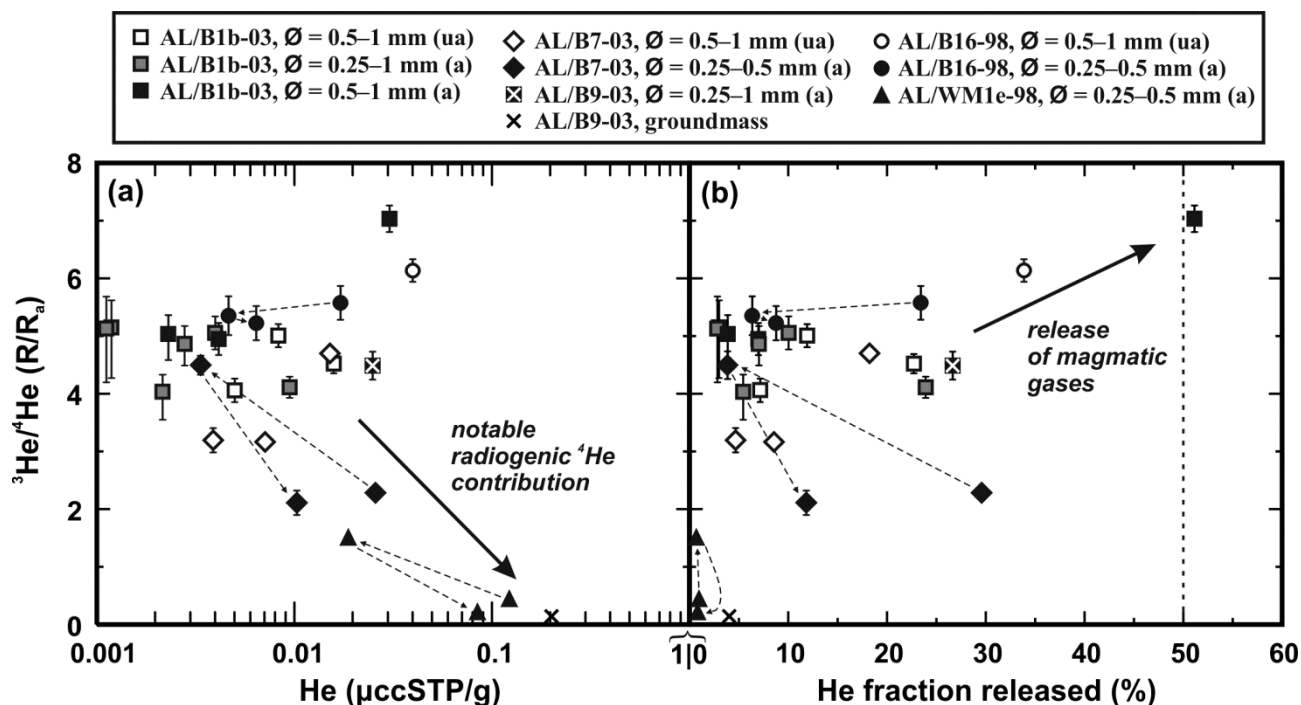 AL/B1b-03, Ø = 0.5–1 mm (ua)
AL/B1b-03, Ø = 0.25–1 mm (a)
AL/B1b-03, Ø = 0.5–1 mm (a)
AL/B7-03, Ø = 0.5–1 mm (ua)
AL/B7-03, Ø = 0.25–0.5 mm (a)
AL/B9-03, Ø = 0.25–1 mm (a)
AL/B9-03, groundmass
AL/B16-98, Ø = 0.5–1 mm (ua)
AL/B16-98, Ø = 0.25–0.5 mm (a)
AL/WM1e-98, Ø = 0.25–0.5 mm (a)
³He/⁴He (R/Rₐ)
8
6
4
2
0
(a)
notable
radiogenic ⁴He
contribution
0.001
0.01
0.1
1
He (μccSTP/g)
(b)
release
of magmatic
gases
1
10
20
30
40
50
60
He fraction released (%)